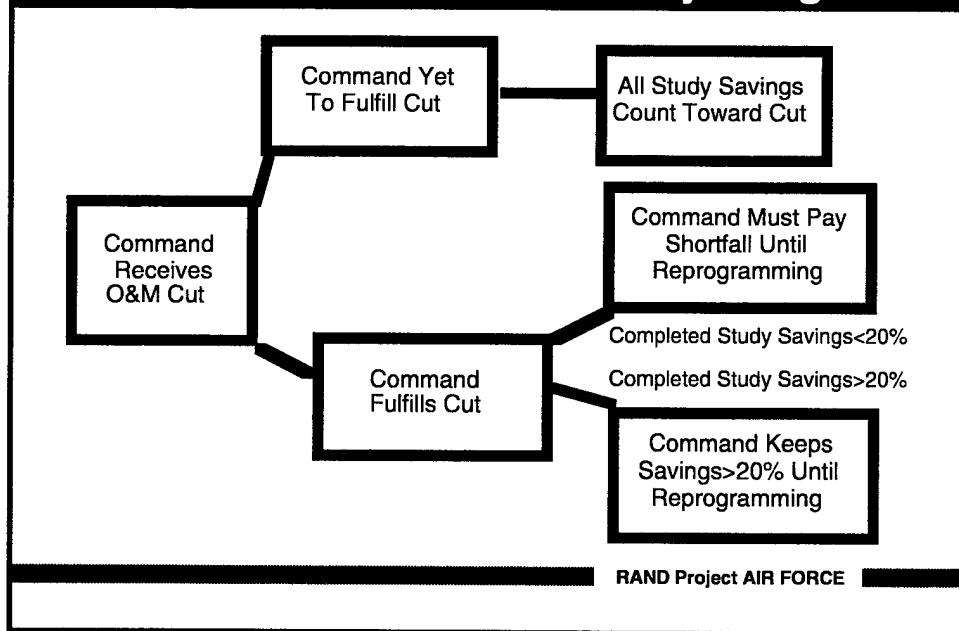 Command Yet
To Fulfill Cut
All Study Savings
Count Toward Cut
Command
Receives
O&M Cut
Command Must Pay
Shortfall Until
Reprogramming
Completed Study Savings<20%
Command
Fulfills Cut
Completed Study Savings>20%
Command Keeps
Savings>20% Until
Reprogramming
RAND Project AIR FORCE